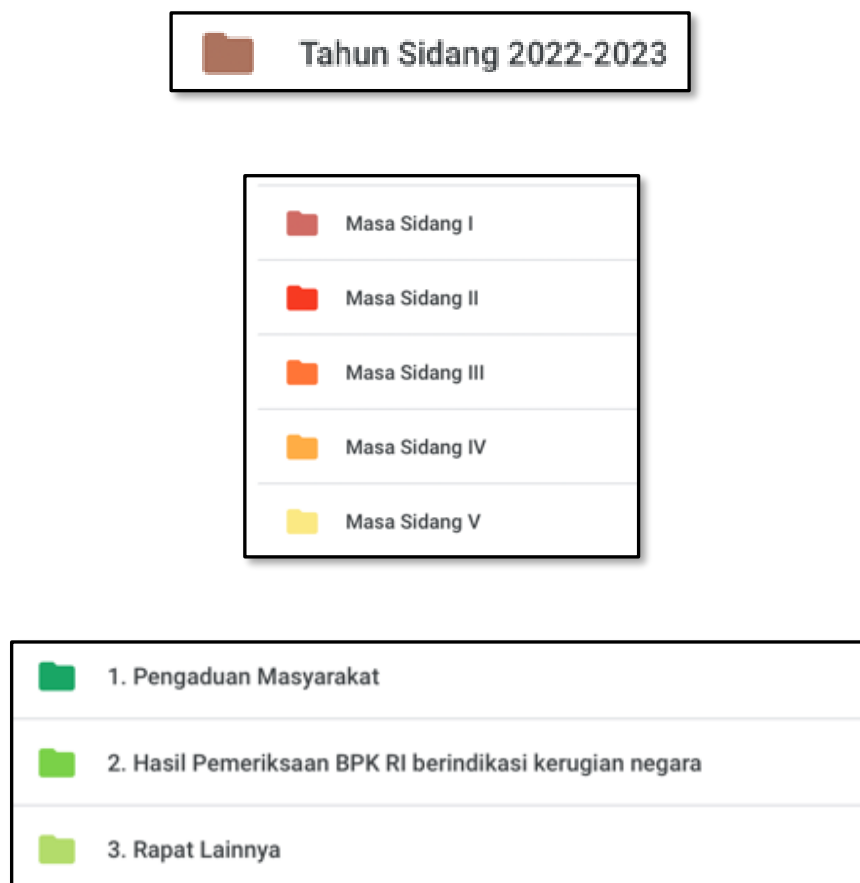 Tahun Sidang 2022-2023
Masa Sidang I
Masa Sidang II
Masa Sidang III
Masa Sidang IV
Masa Sidang V
1. Pengaduan Masyarakat
2. Hasil Pemeriksaan BPK RI berindikasi kerugian negara
3. Rapat Lainnya